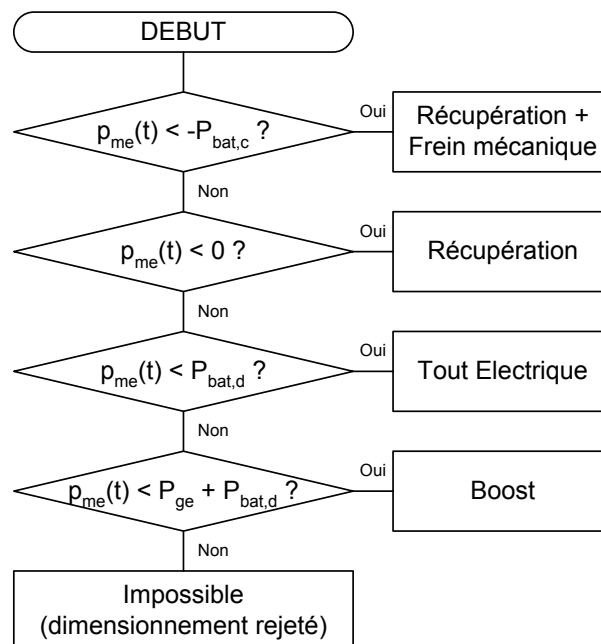 DEBUT
p_me(t) < -P_bat,c ?
Oui
Récupération +
Frein mécanique
Non
p_me(t) < 0 ?
Oui
Récupération
Non
p_me(t) < P_bat,d ?
Oui
Tout Electrique
Non
p_me(t) < P_ge + P_bat,d ?
Oui
Boost
Non
Impossible
(dimensionnement rejeté)